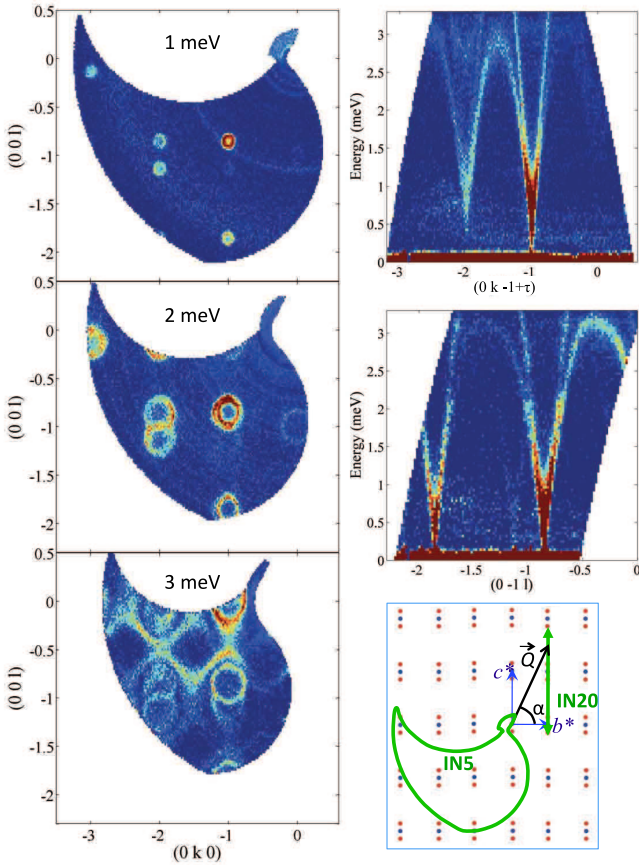 0.5
1 meV
0
-0.5
(0 0 l)
-1
-1.5
-2
0.5
2 meV
0
-0.5
(0 0 l)
-1
-1.5
-2
0.5
3 meV
0
-0.5
(0 0 l)
-1
-1.5
-2
-3 -2 -1 0
(0 k 0)
3
2.5
2
1.5
1
0.5
0
Energy (meV)
-3 -2 -1 0
(0 k -1+τ)
3
2.5
2
1.5
1
0.5
0
Energy (meV)
-2 -1.5 -1 -0.5 0
(0 -1 l)
Q
c*
α
IN20
b*
IN5